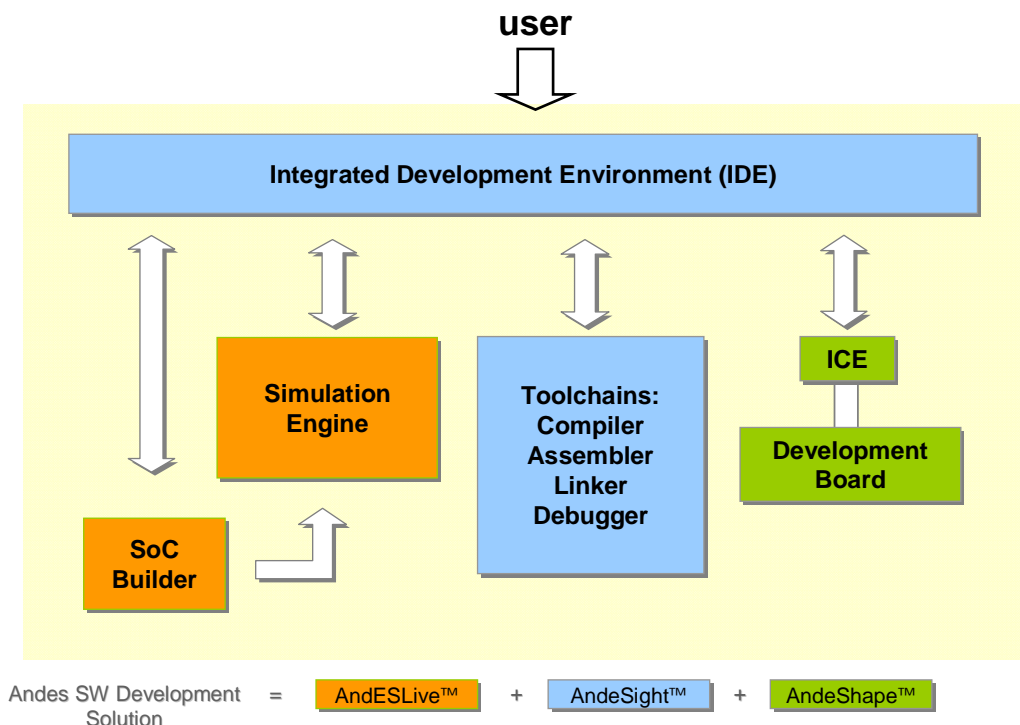 user
Integrated Development Environment (IDE)
Simulation
Engine
Toolchains:
Compiler
Assembler
Linker
Debugger
ICE
Development
Board
SoC
Builder
Andes SW Development
Solution
= AndESLive™ + AndeSight™ + AndeShape™